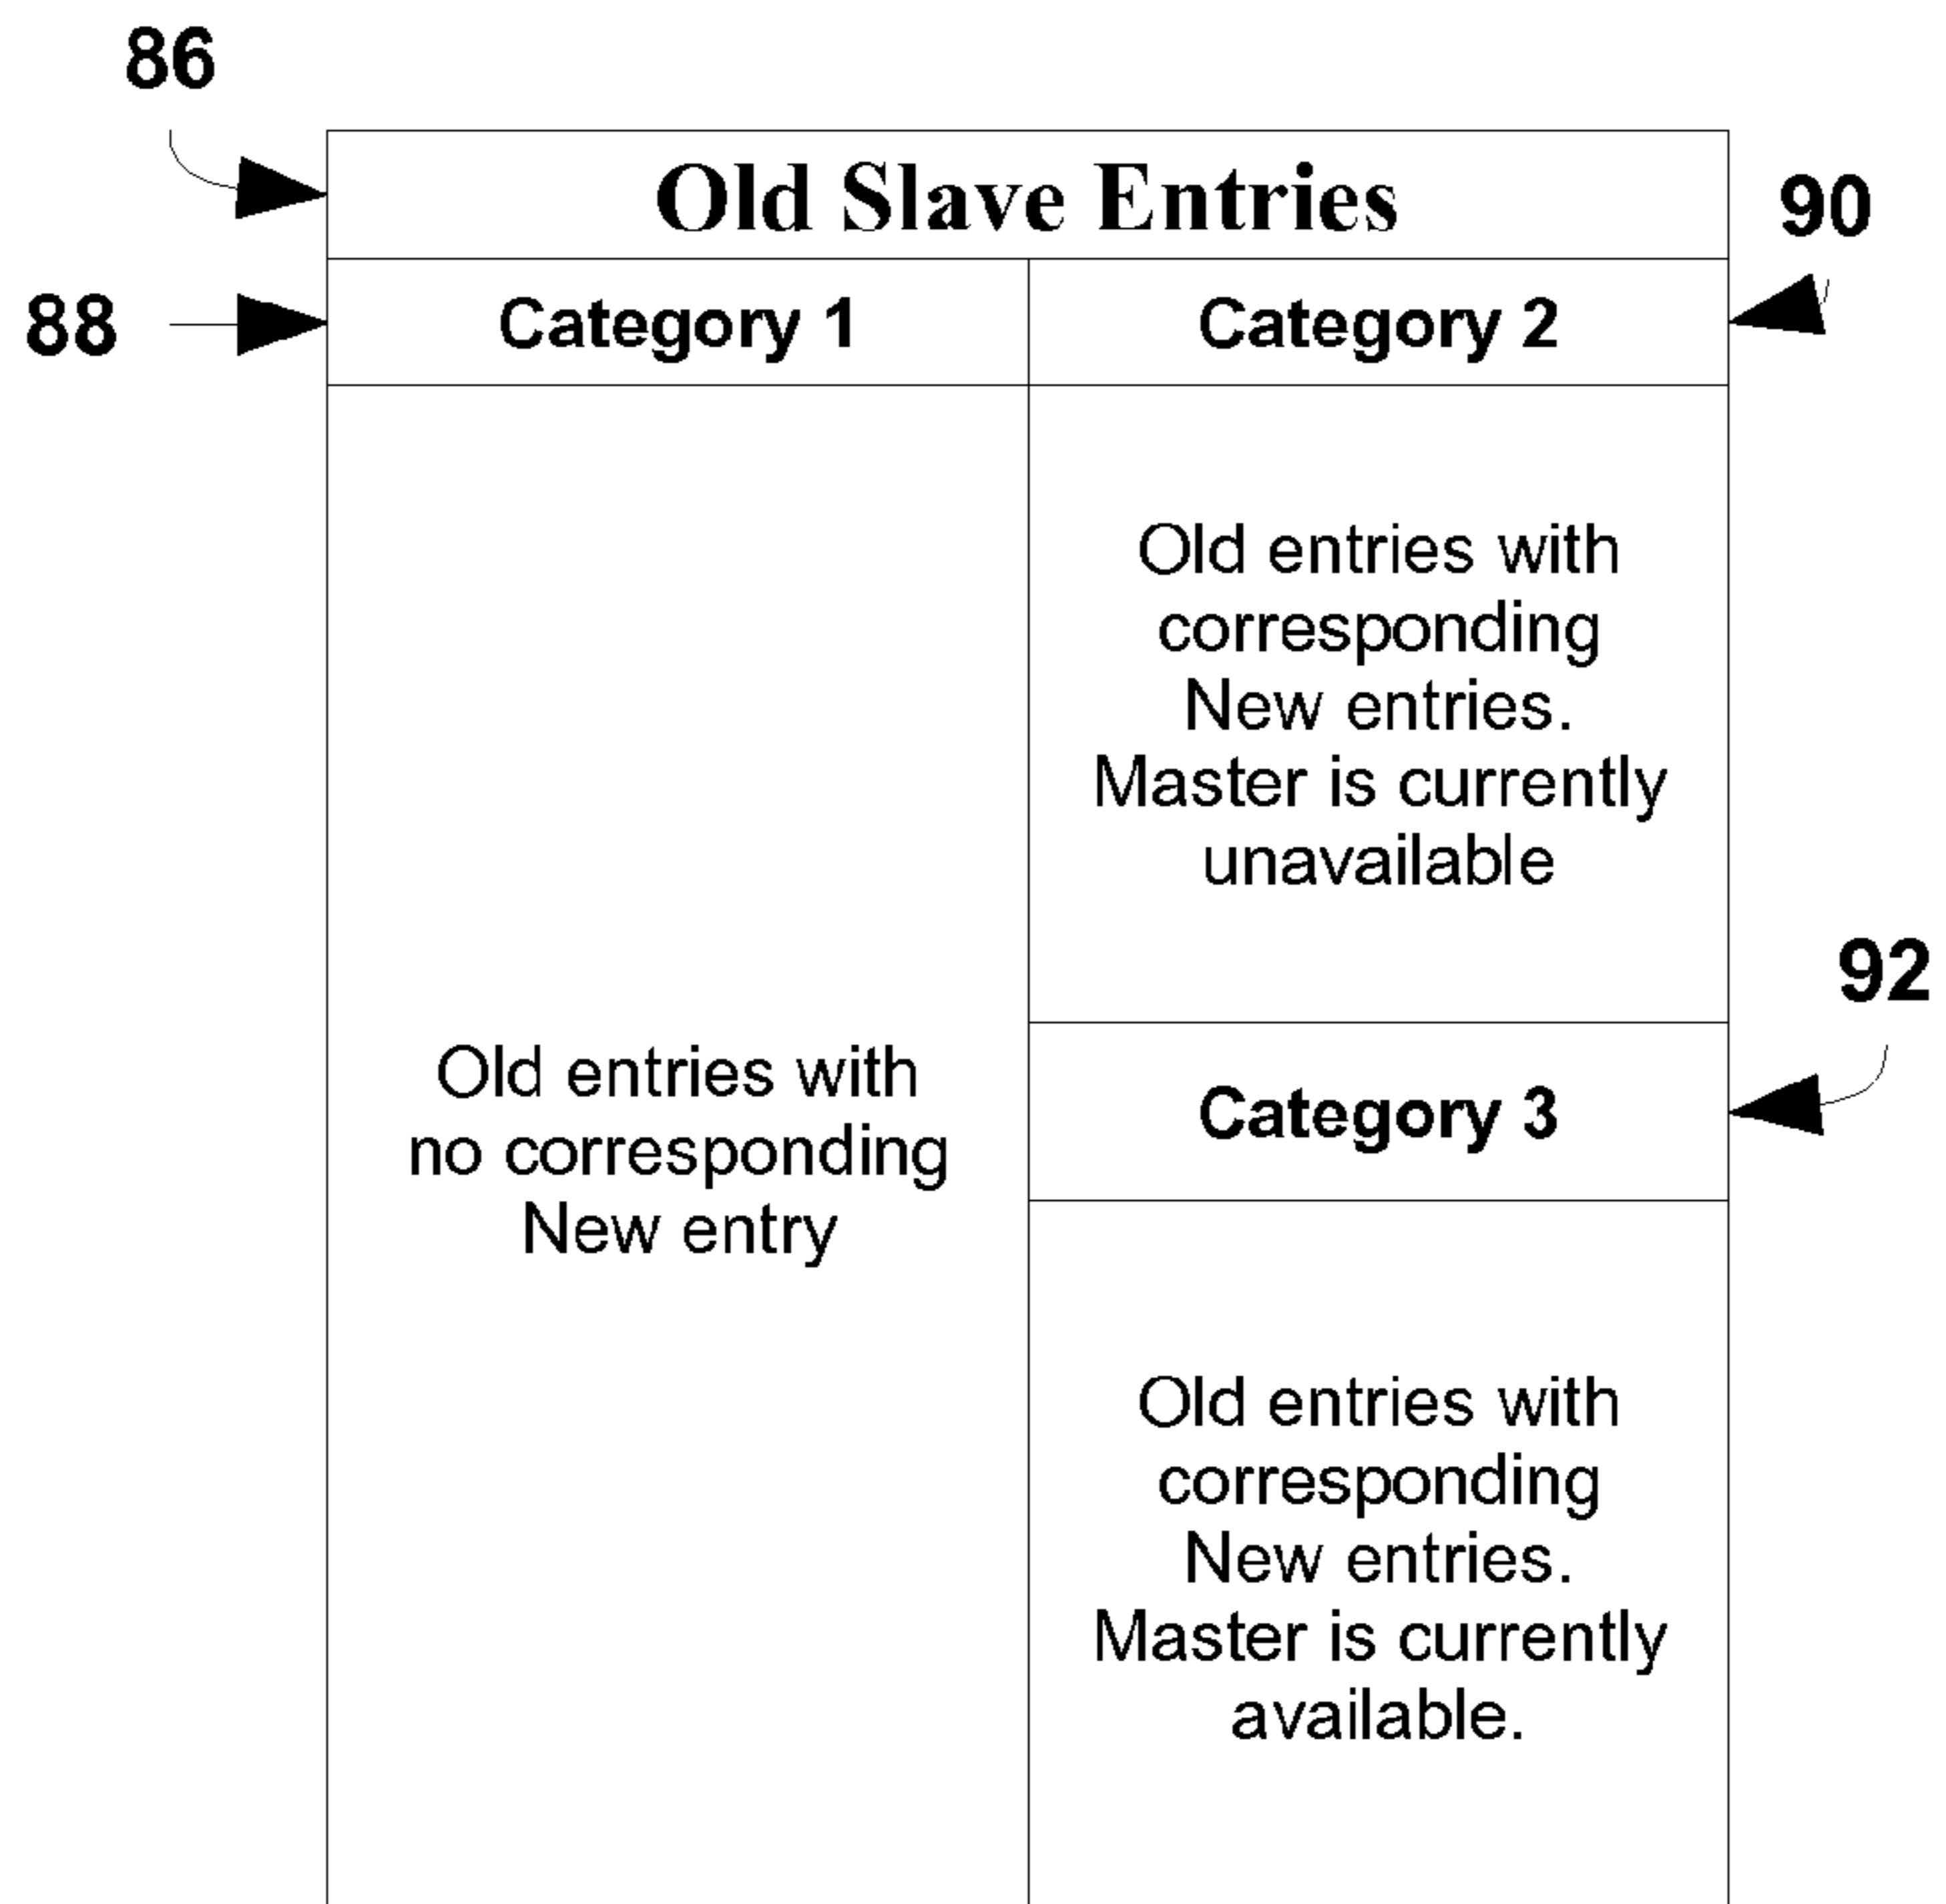 86
Old Slave Entries
90
88
Category 1
Category 2
Old entries with
corresponding
New entries.
Master is currently
unavailable
92
Old entries with
no corresponding
New entry
Category 3
Old entries with
corresponding
New entries.
Master is currently
available.